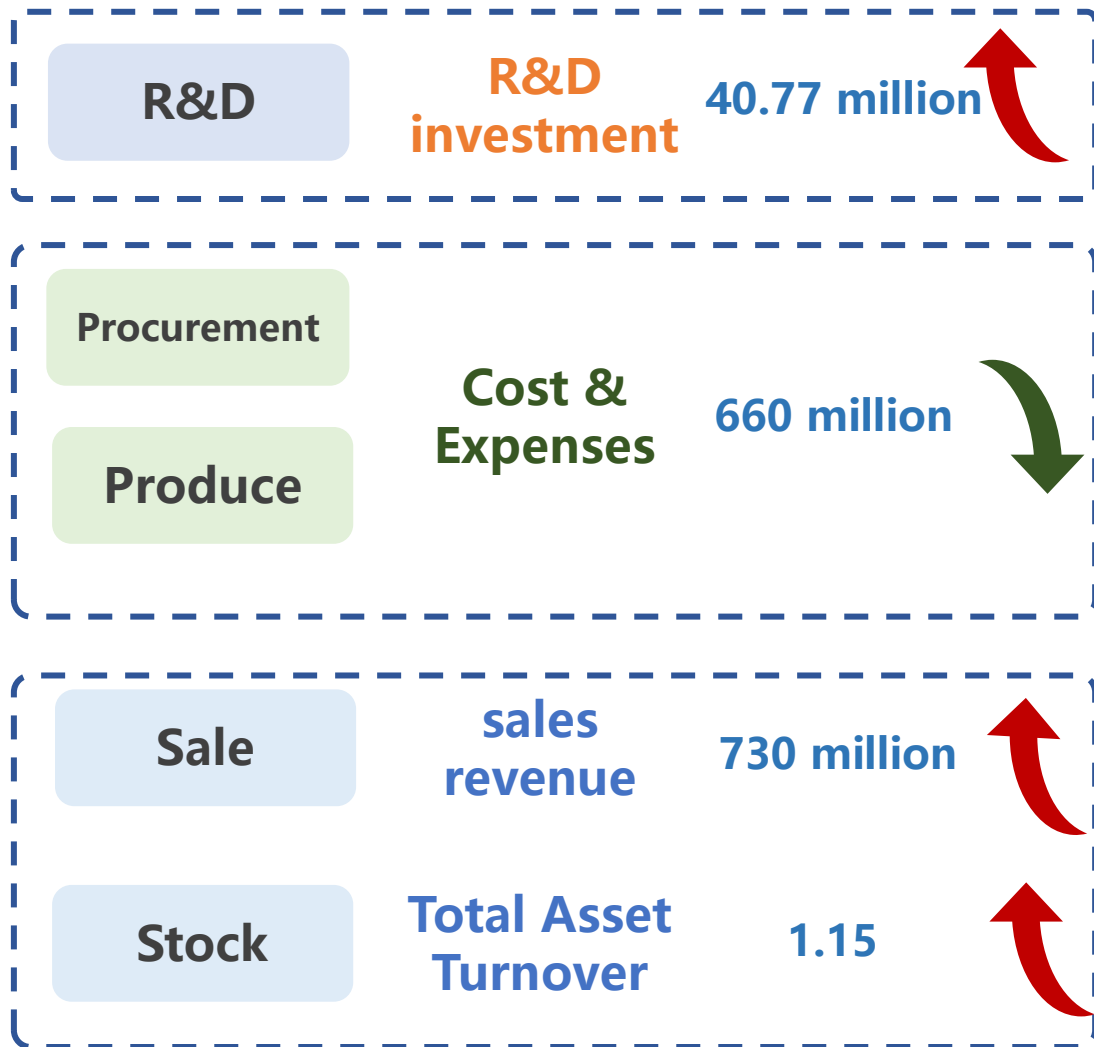 R&D
R&D
investment
40.77 million
Procurement
Produce
Cost &
Expenses
660 million
Sale
sales
revenue
730 million
Stock
Total Asset
Turnover
1.15